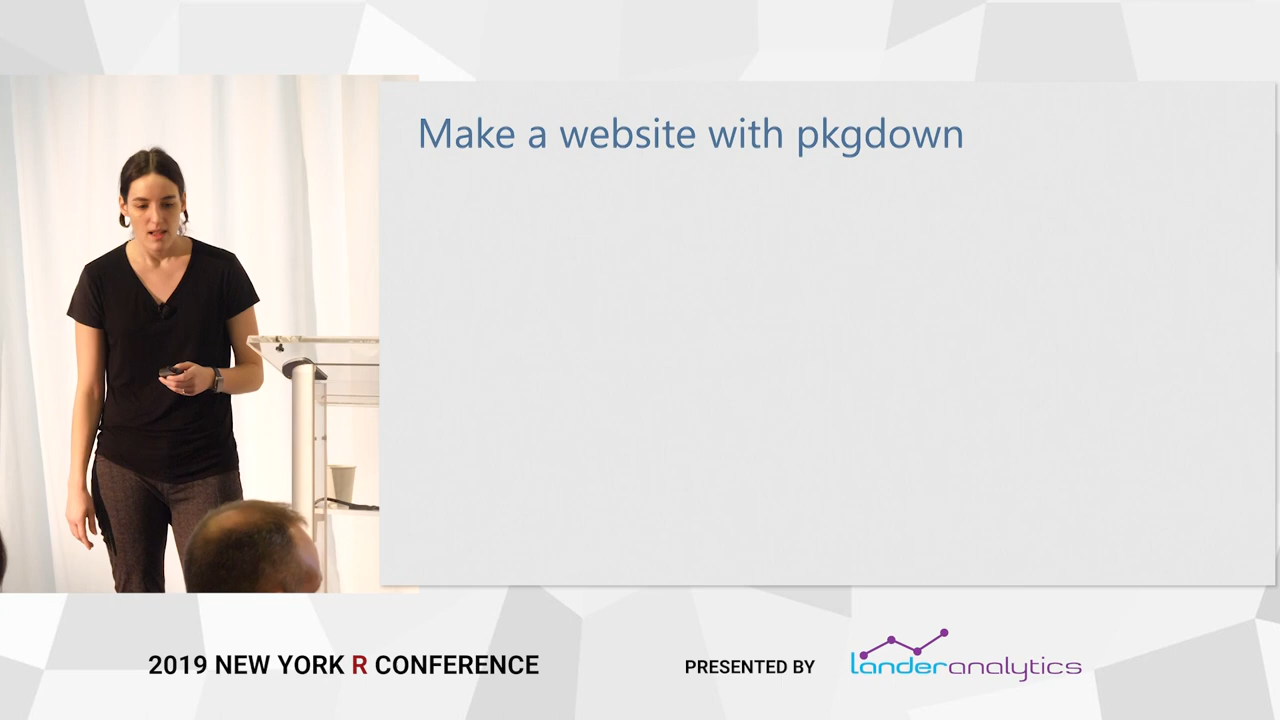 Make a website with pkgdown
2019 NEW YORK R CONFERENCE
PRESENTED BY
landeranalytics